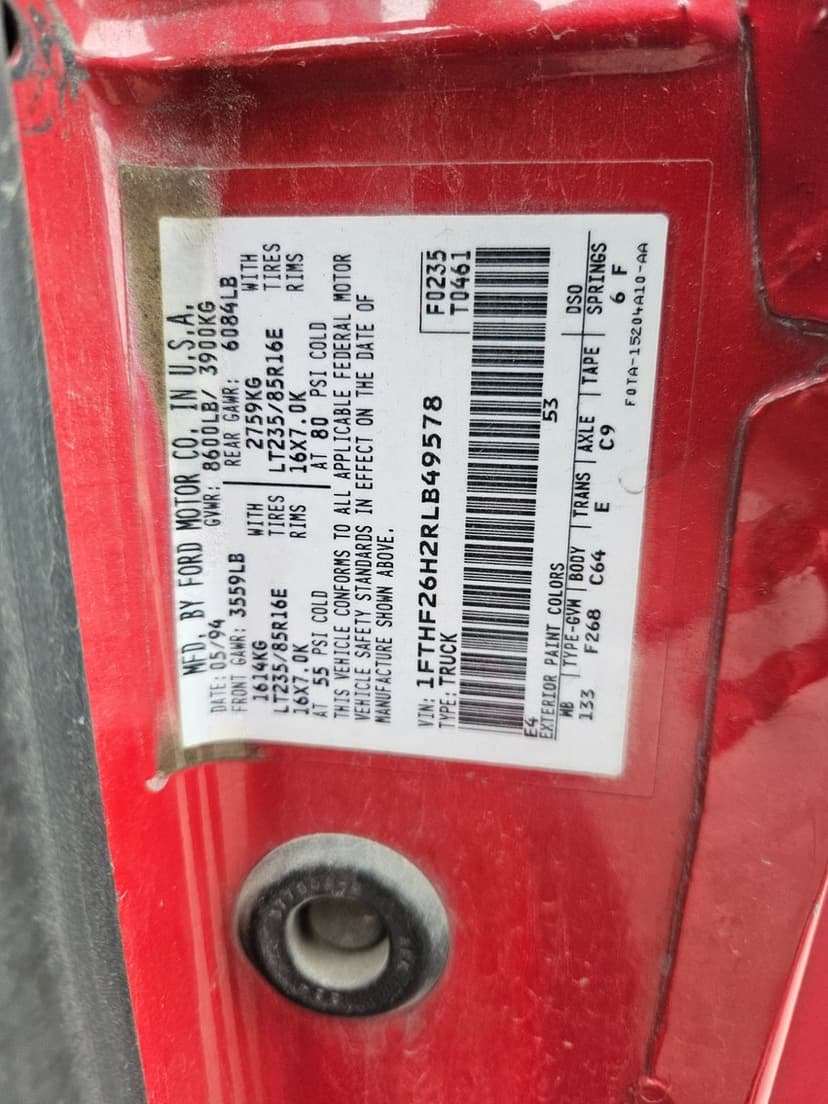 MFD. BY FORD MOTOR CO. IN U.S.A.
DATE: 05/94 GVWR: 8600LB/ 3900KG
FRONT GAWR: 3559LB REAR GAWR: 6084LB
1614KG WITH 2759KG WITH
LT235/85R16E TIRES LT235/85R16E TIRES
16X7.0K RIMS 16X7.0K RIMS
AT 55 PSI COLD AT 80 PSI COLD
THIS VEHICLE CONFORMS TO ALL APPLICABLE FEDERAL MOTOR
VEHICLE SAFETY STANDARDS IN EFFECT ON THE DATE OF
MANUFACTURE SHOWN ABOVE.
VIN: 1FTHF26H2RLB49578 F0235
TYPE: TRUCK T0461
E4 53
EXTERIOR PAINT COLORS DSO
WB TYPE-GVW BODY TRANS AXLE TAPE SPRINGS
133 F268 C64 E C9 6 F
F0TA-15204A10-AA